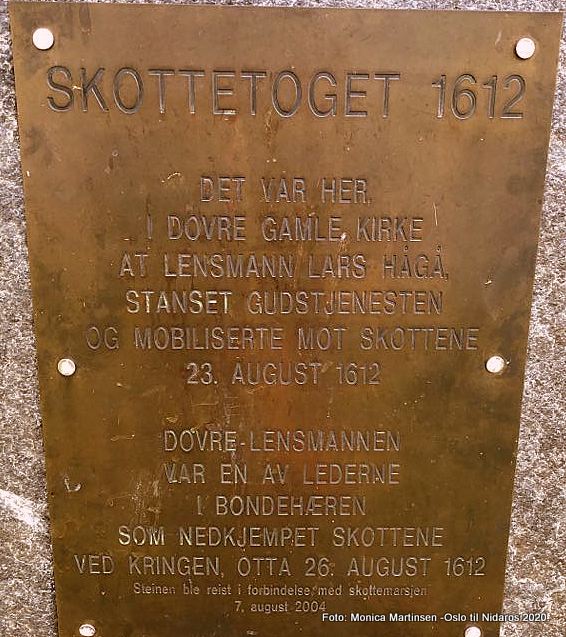 SKOTTETOGET 1612
DET VAR HER,
I DOVRE GAMLE KIRKE
AT LENSMANN LARS HÅGÅ,
STANSET GUDSTJENESTEN
OG MOBILISERTE MOT SKOTTENE
23. AUGUST 1612
DOVRE-LENSMANNEN
VAR EN AV LEDERNE
I BONDEHÆREN
SOM NEDKJEMPET SKOTTENE
VED KRINGEN, OTTA 26. AUGUST 1612
Steinen ble reist i forbindelse med skottemarsjen
7. august 2004
Foto: Monica Martinsen -Oslo til Nidaros 2020